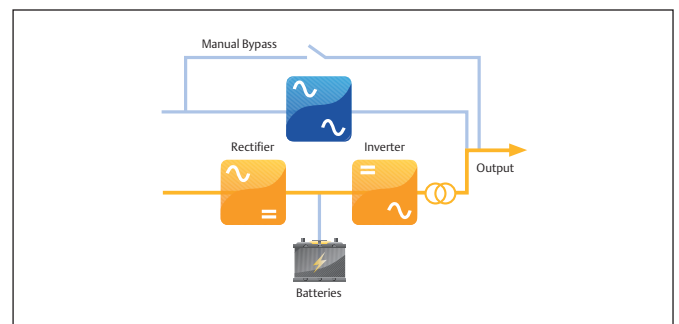 Manual Bypass
Rectifier
Inverter
Output
Batteries